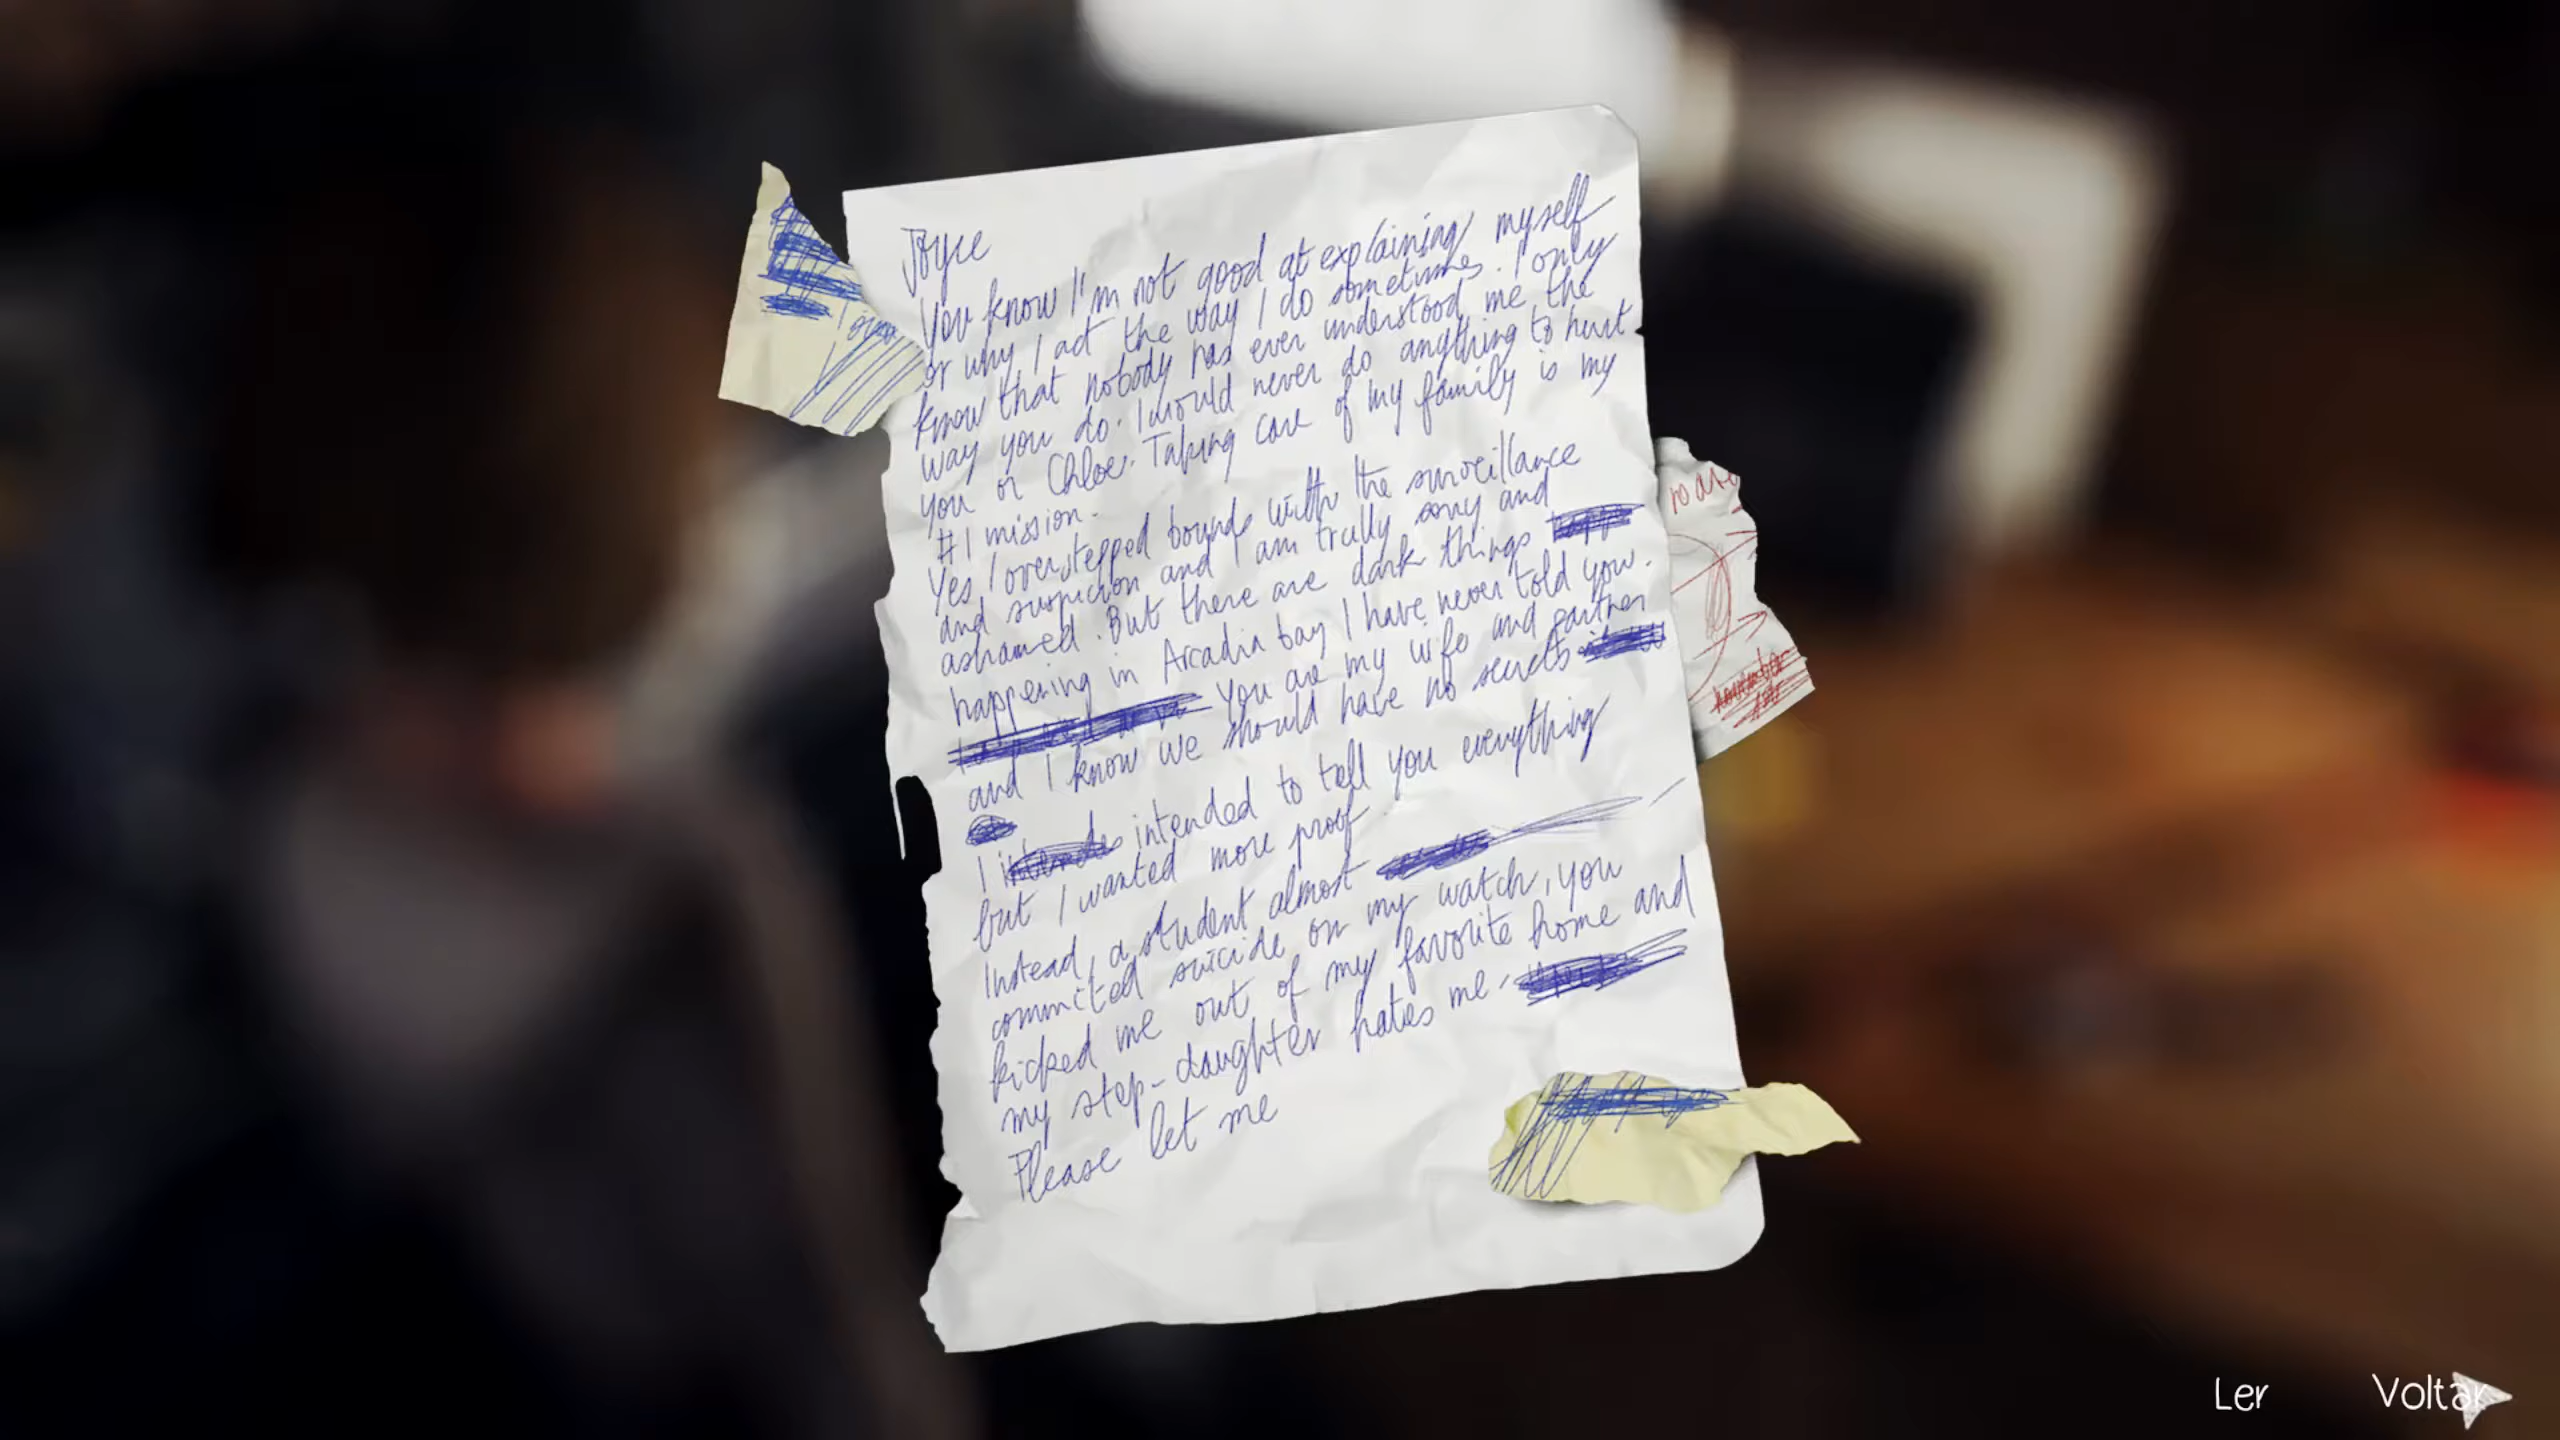 Joyce
You know I'm not good at explaining myself
or why I act the way I do sometimes. I only
know that nobody has ever understood me the
way you do. I would never do anything to hurt
you or Chloe. Taking care of my family is my
#1 mission.
Yes I overstepped bounds with the surveillance
and suspicion and I am trully sorry and
ashamed. But there are dark things
happening in Arcadia bay I have never told you.
You are my wife and partner
and I know we should have no secrets
I intended to tell you everything
but I wanted more proof
Instead, a student almost
commited suicide on my watch, you
kicked me out of my favorite home and
my step-daughter hates me.
Please let me
Ler
Voltar